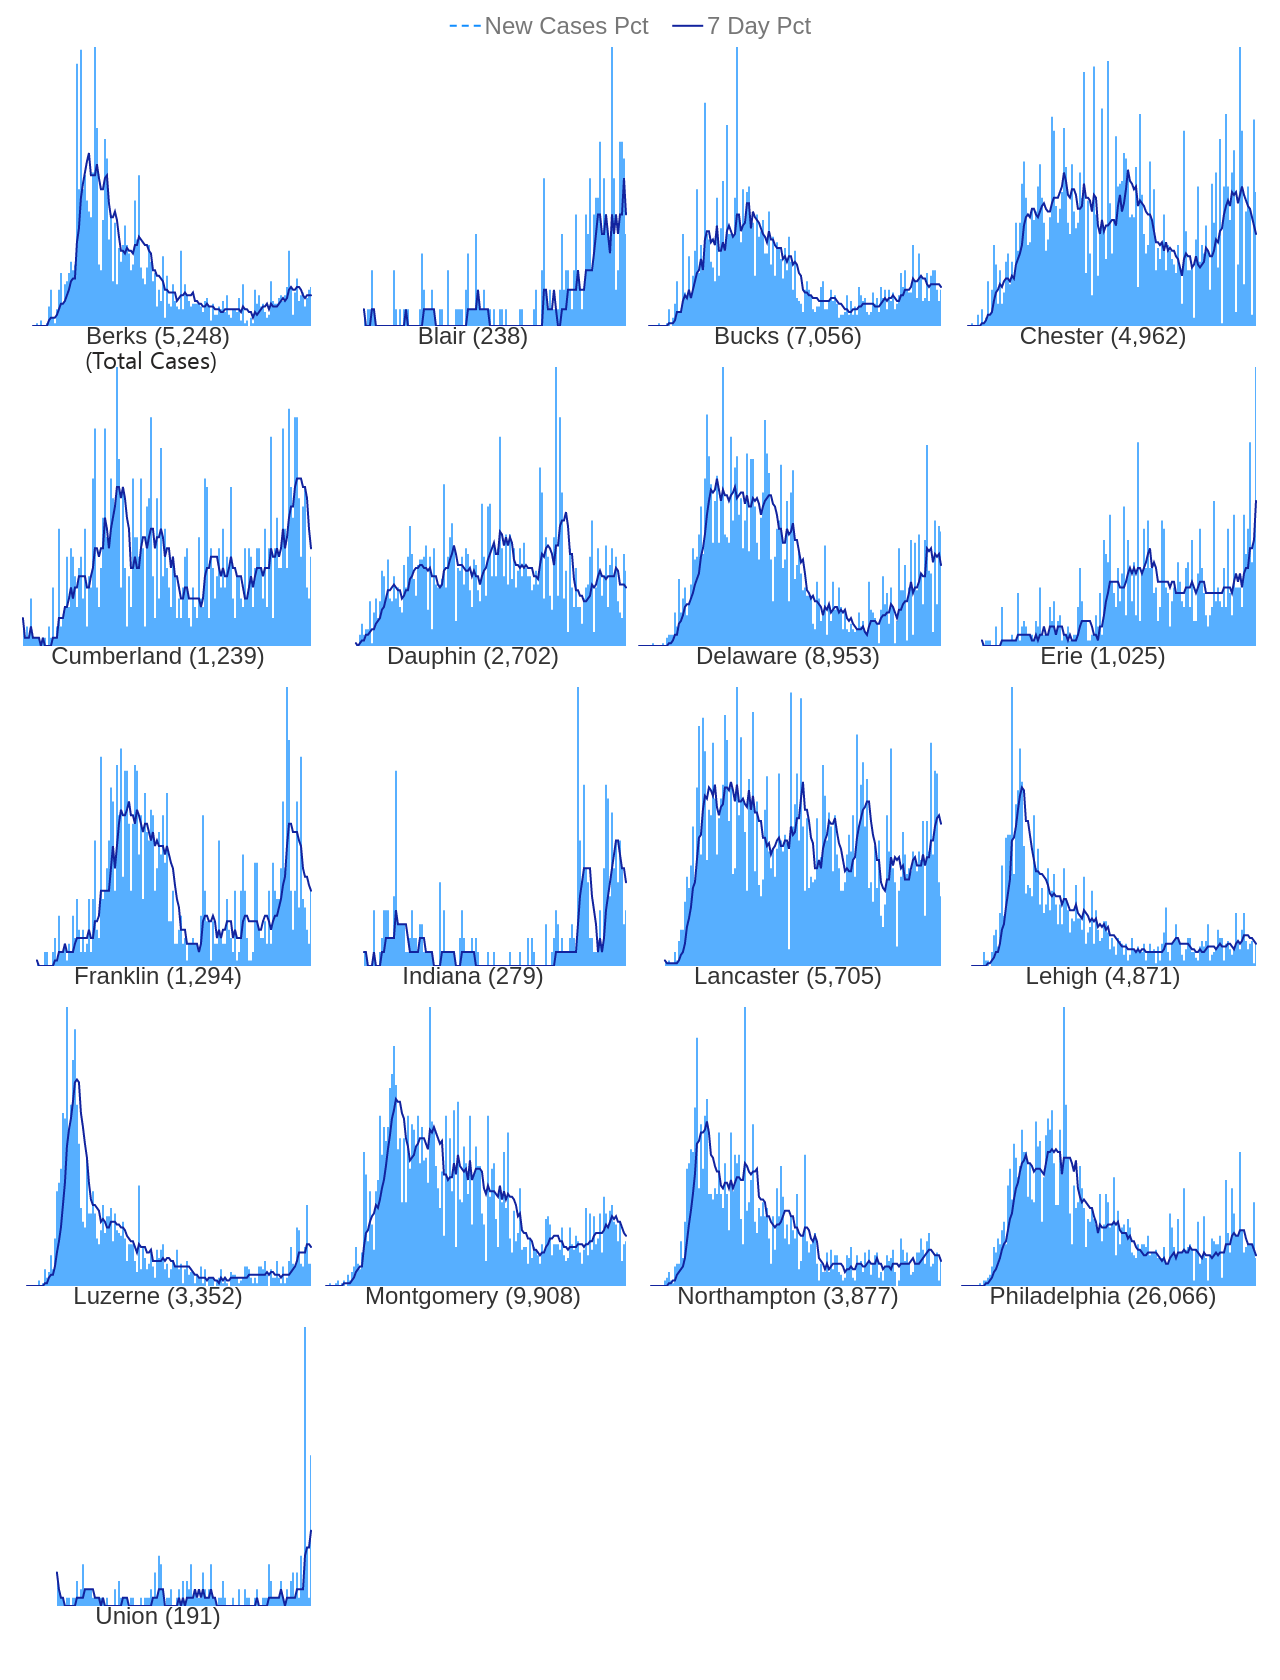 New Cases Pct 7 Day Pct
Berks (5,248) Blair (238) Bucks (7,056) Chester (4,962)
(Total Cases)
Cumberland (1,239) Dauphin (2,702) Delaware (8,953) Erie (1,025)
Franklin (1,294) Indiana (279) Lancaster (5,705) Lehigh (4,871)
Luzerne (3,352) Montgomery (9,908) Northampton (3,877) Philadelphia (26,066)
Union (191)